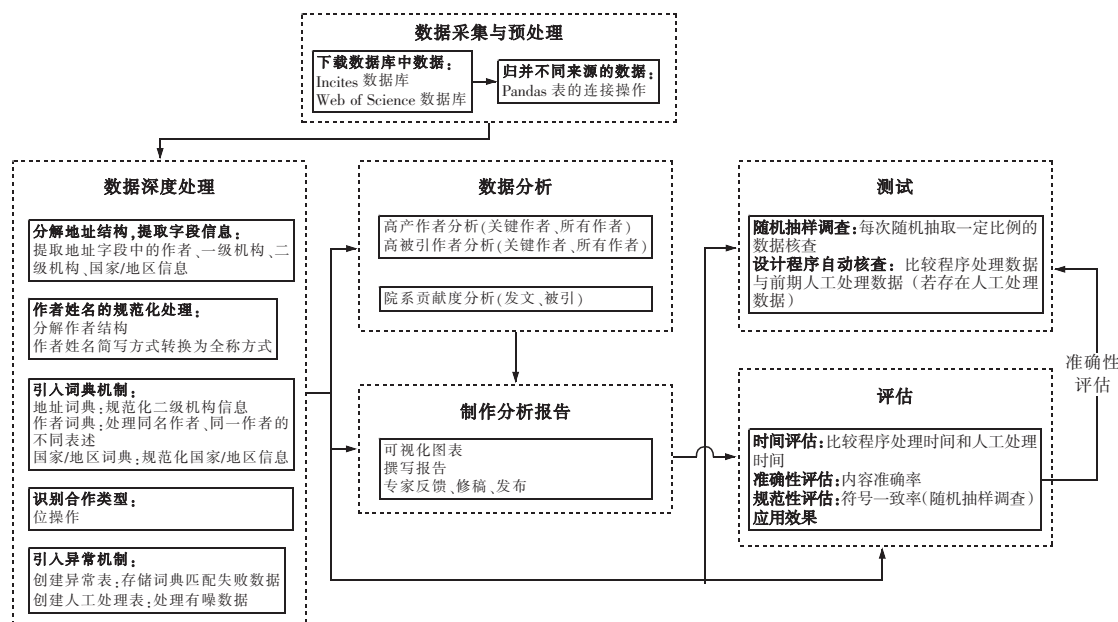 数据采集与预处理
下载数据库中数据：
Incites 数据库
Web of Science 数据库
归并不同来源的数据：
Pandas 表的连接操作
数据深度处理
分解地址结构，提取字段信息：
提取地址字段中的作者、一级机构、二
级机构、国家/地区信息
作者姓名的规范化处理：
分解作者结构
作者姓名简写方式转换为全称方式
引入词典机制：
地址词典：规范化二级机构信息
作者词典：处理同名作者、同一作者的
不同表述
国家/地区词典：规范化国家/地区信息
识别合作类型：
位操作
引入异常机制：
创建异常表：存储词典匹配失败数据
创建人工处理表：处理有噪数据
数据分析
高产作者分析(关键作者、所有作者)
高被引作者分析(关键作者、所有作者)
院系贡献度分析(发文、被引)
制作分析报告
可视化图表
撰写报告
专家反馈、修稿、发布
测试
随机抽样调查：每次随机抽取一定比例的
数据核查
设计程序自动核查：比较程序处理数据
与前期人工处理数据（若存在人工处理
数据）
评估
时间评估：比较程序处理时间和人工处理
时间
准确性评估：内容准确率
规范性评估：符号一致率(随机抽样调查)
应用效果
准确性
评估